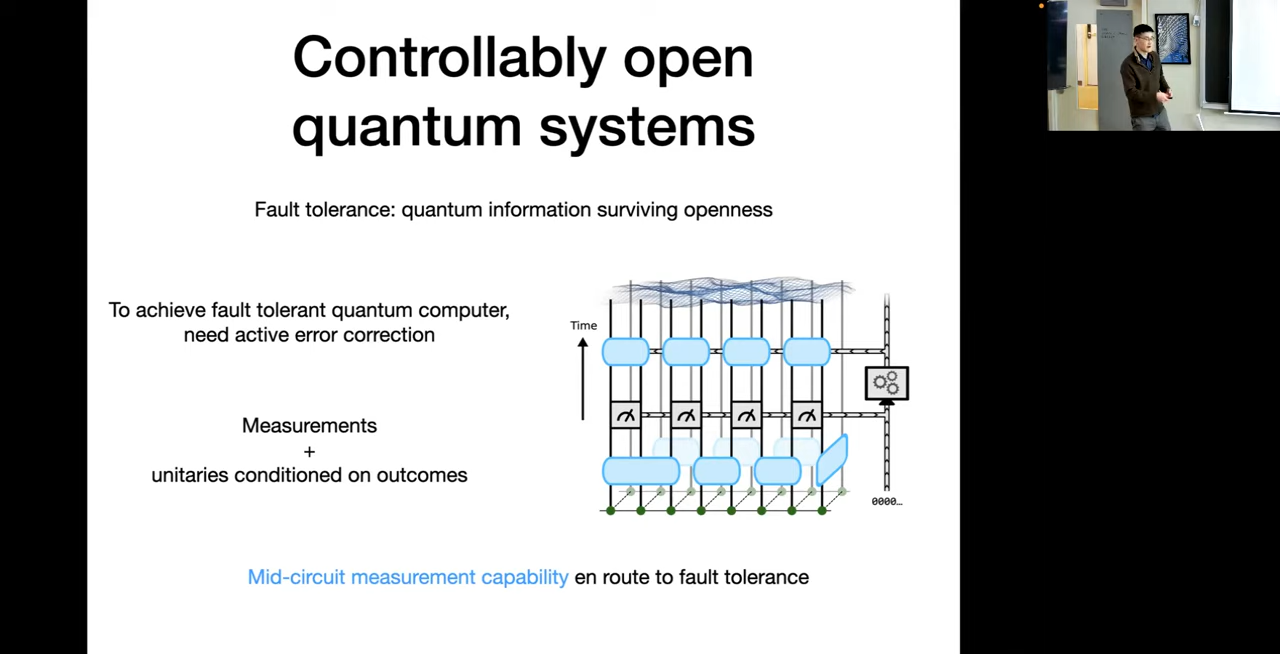 Controllably open
quantum systems
Fault tolerance: quantum information surviving openness
To achieve fault tolerant quantum computer,
need active error correction
Time
Measurements
+
unitaries conditioned on outcomes
0000...
Mid-circuit measurement capability en route to fault tolerance